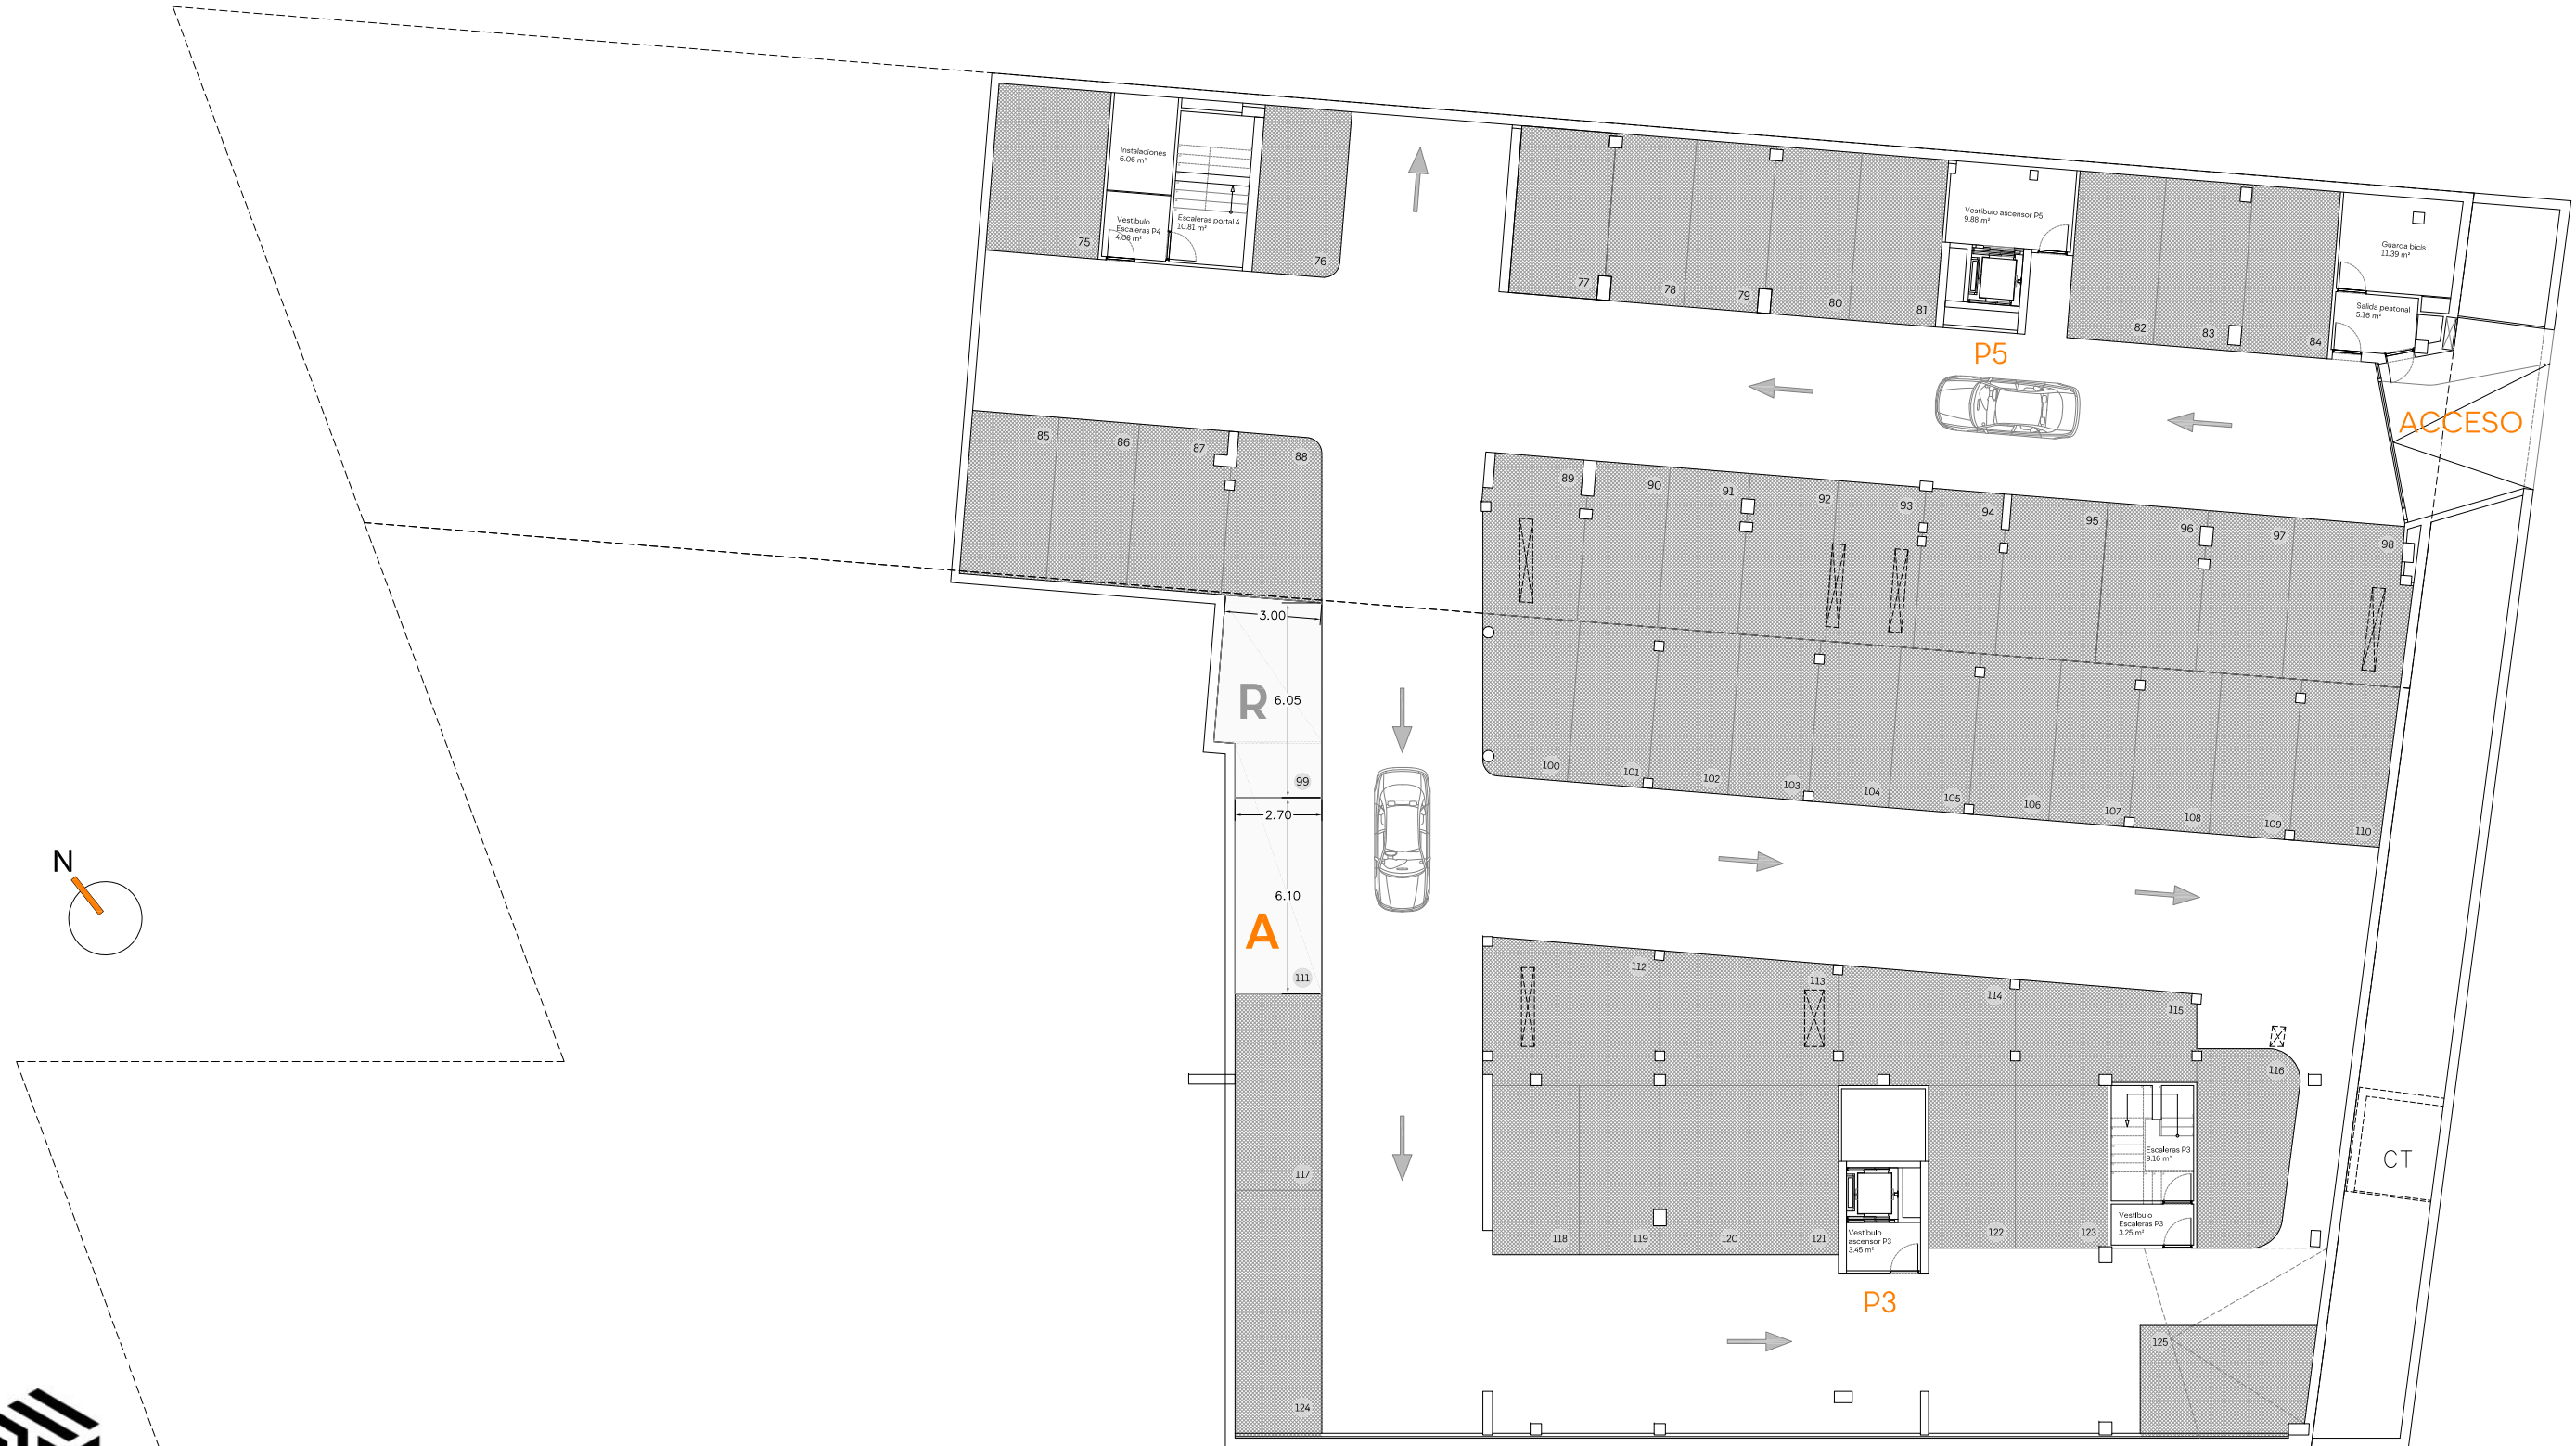 Instalaciones
6.06 m²
Vestíbulo
Escaleras P4
4.08 m²
Escaleras portal 4
10.81 m²
75
76
77
78
79
80
81
Vestíbulo ascensor P5
9.88 m²
82
83
84
Guarda bicis
11.39 m²
Salida peatonal
5.16 m²
P5
ACCESO
85
86
87
88
89
90
91
92
93
94
95
96
97
98
3.00
R
6.05
99
100
101
102
103
104
105
106
107
108
109
110
2.70
6.10
A
111
N
112
113
114
115
116
117
118
119
120
121
122
123
Escaleras P3
9.16 m²
Vestíbulo
Escaleras P3
3.25 m²
Vestíbulo
ascensor P3
3.45 m²
CT
P3
124
125